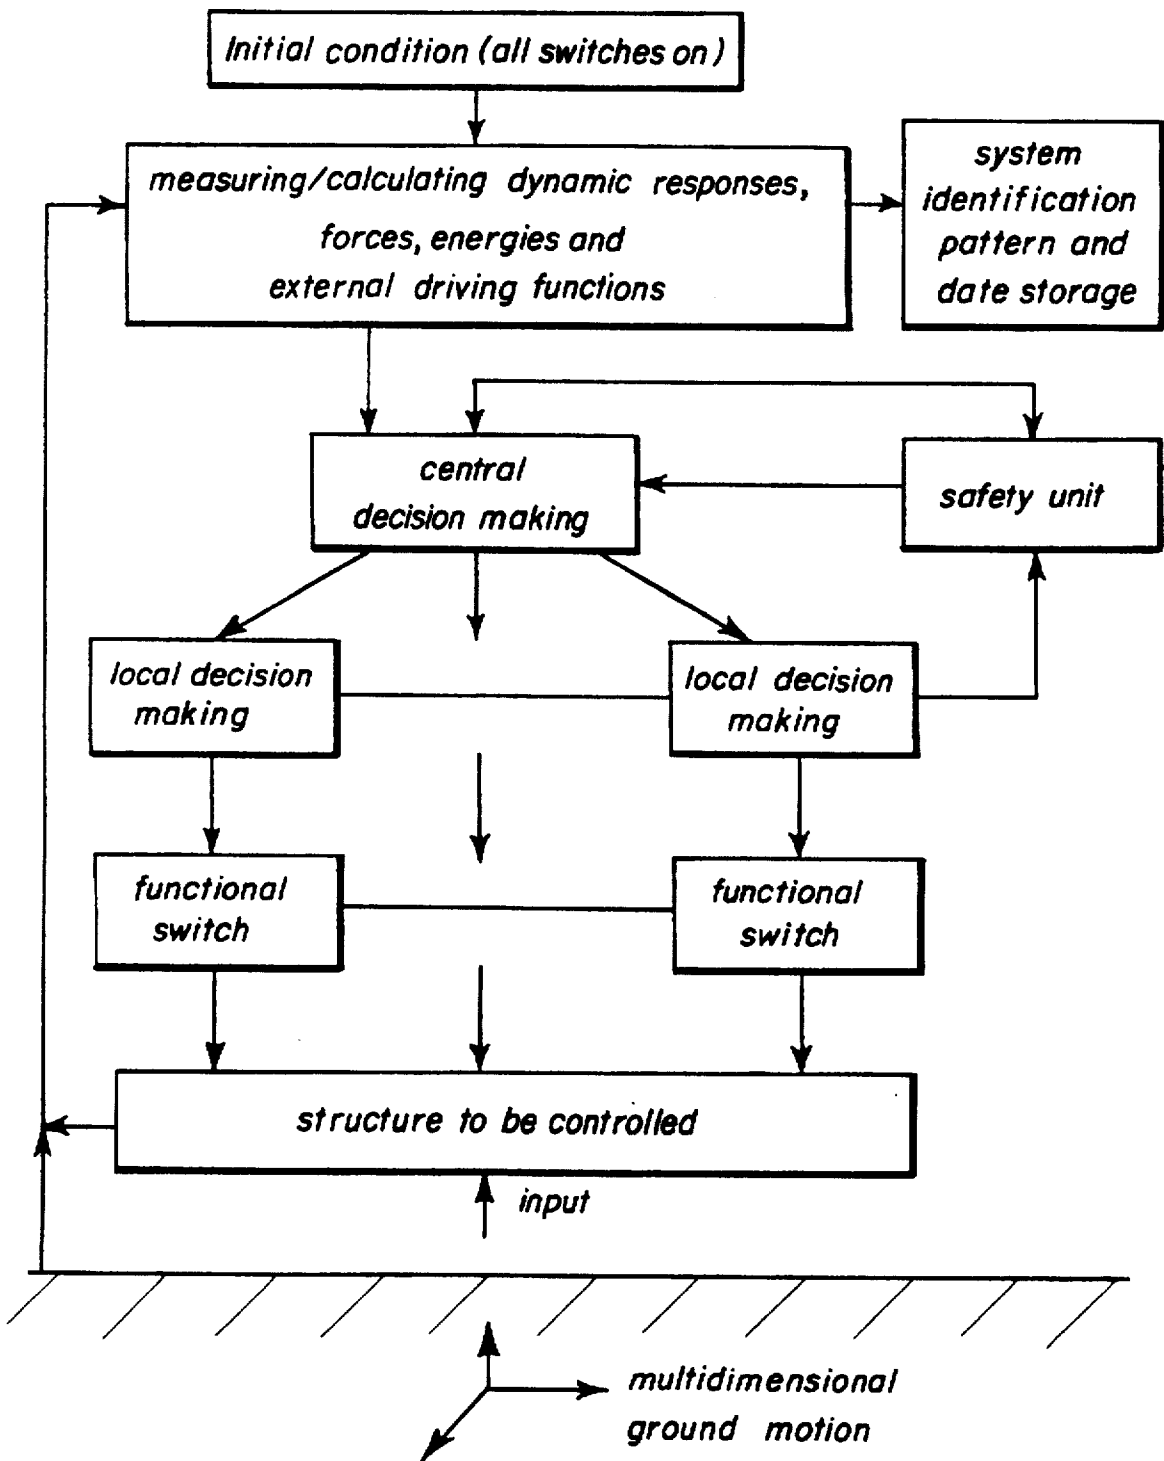 Initial condition (all switches on)
measuring/calculating dynamic responses,
forces, energies and
external driving functions
system
identification
pattern and
date storage
central
decision making
safety unit
local decision
making
local decision
making
functional
switch
functional
switch
structure to be controlled
input
multidimensional
ground motion